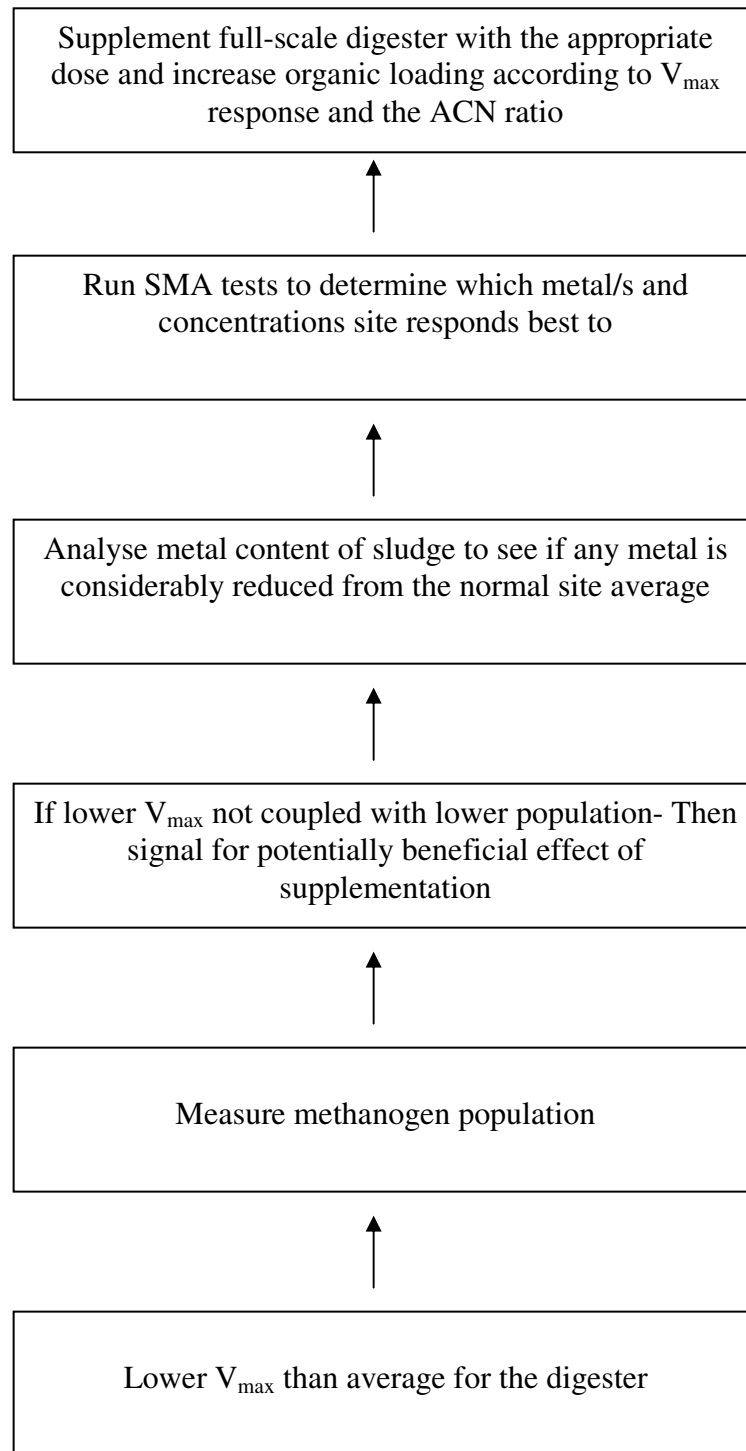 Supplement full-scale digester with the appropriate
dose and increase organic loading according to Vmax
response and the ACN ratio
Run SMA tests to determine which metal/s and
concentrations site responds best to
Analyse metal content of sludge to see if any metal is
considerably reduced from the normal site average
If lower Vmax not coupled with lower population- Then
signal for potentially beneficial effect of
supplementation
Measure methanogen population
Lower Vmax than average for the digester